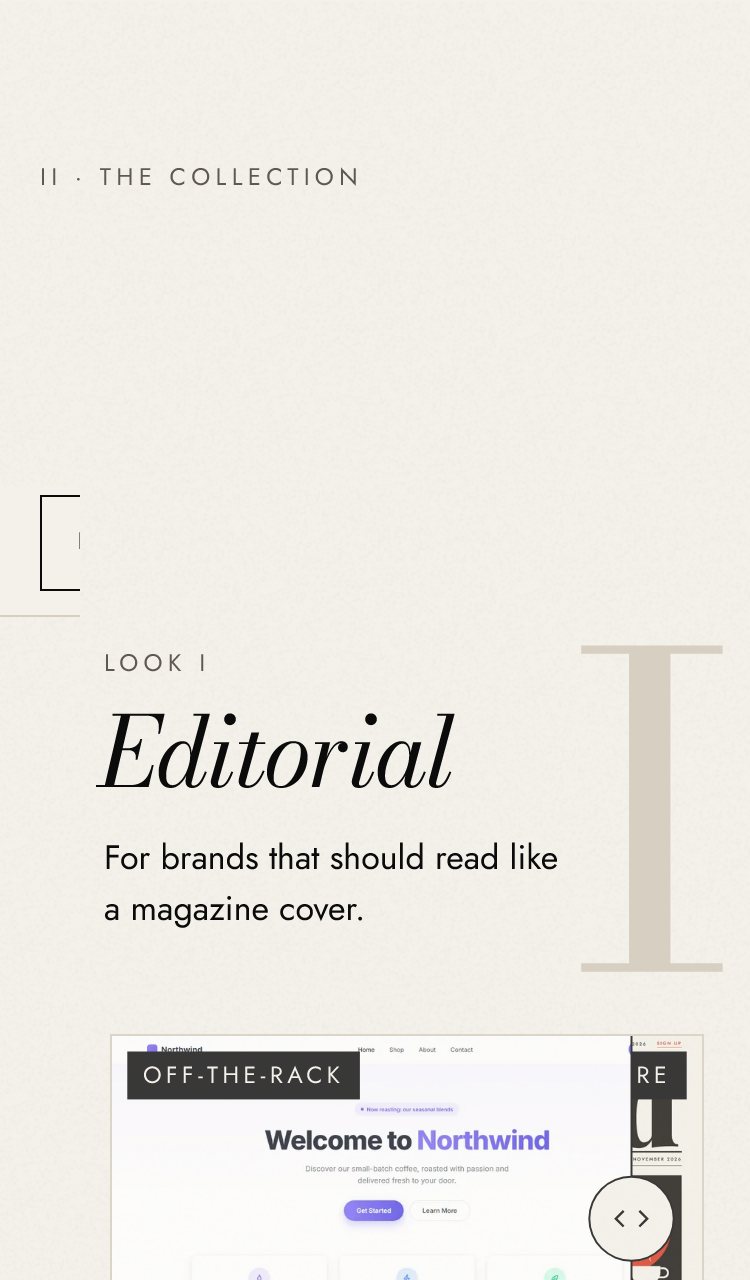 II · THE COLLECTION
LOOK I
I
Editorial
For brands that should read like
a magazine cover.
Northwind
Home Shop About Contact
2026 SIGN UP
OFF-THE-RACK
RE
Now roasting: our seasonal blends
Welcome to Northwind
Discover our small-batch coffee, roasted with passion and
delivered fresh to your door.
NOVEMBER 2026
Get Started
Learn More